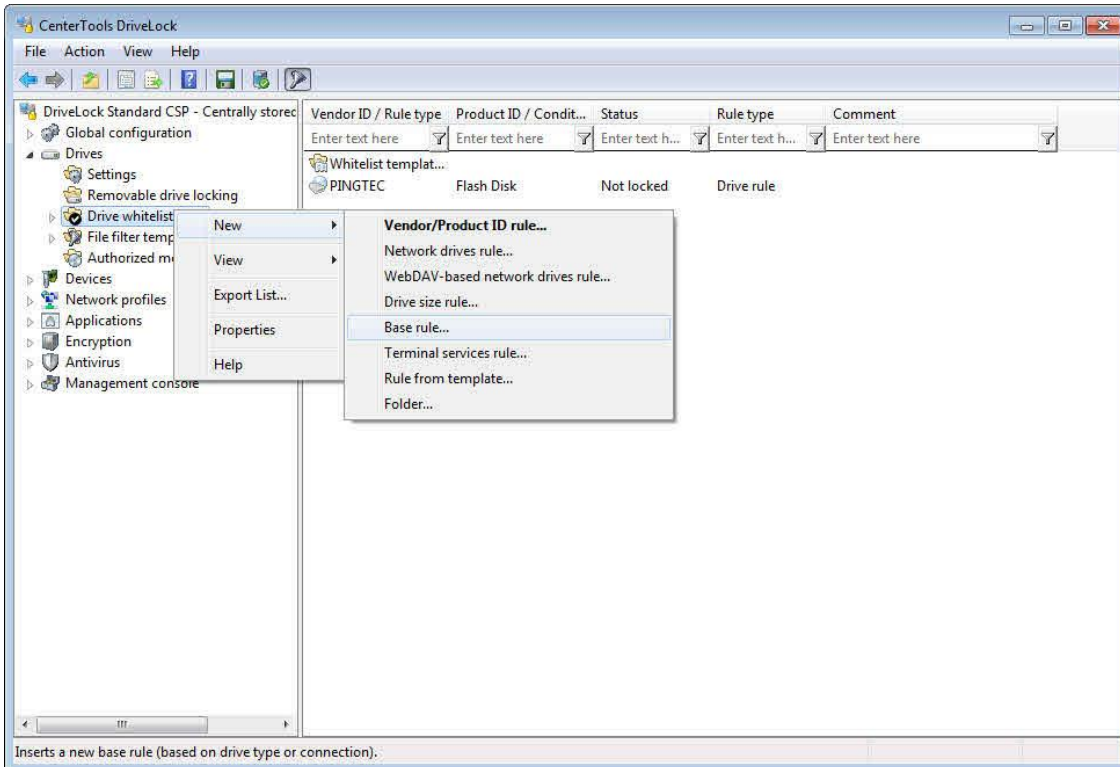 CenterTools DriveLock
File Action View Help
DriveLock Standard CSP - Centrally storec
Global configuration
Drives
Settings
Removable drive locking
Drive whitelist
File filter temp
Authorized m
Devices
Network profiles
Applications
Encryption
Antivirus
Management console
Vendor ID / Rule type Product ID / Condit... Status Rule type Comment
Enter text here Enter text here Enter text h... Enter text h... Enter text here
Whitelist templat...
PINGTEC Flash Disk Not locked Drive rule
New
View
Export List...
Properties
Help
Vendor/Product ID rule...
Network drives rule...
WebDAV-based network drives rule...
Drive size rule...
Base rule...
Terminal services rule...
Rule from template...
Folder...
Inserts a new base rule (based on drive type or connection).